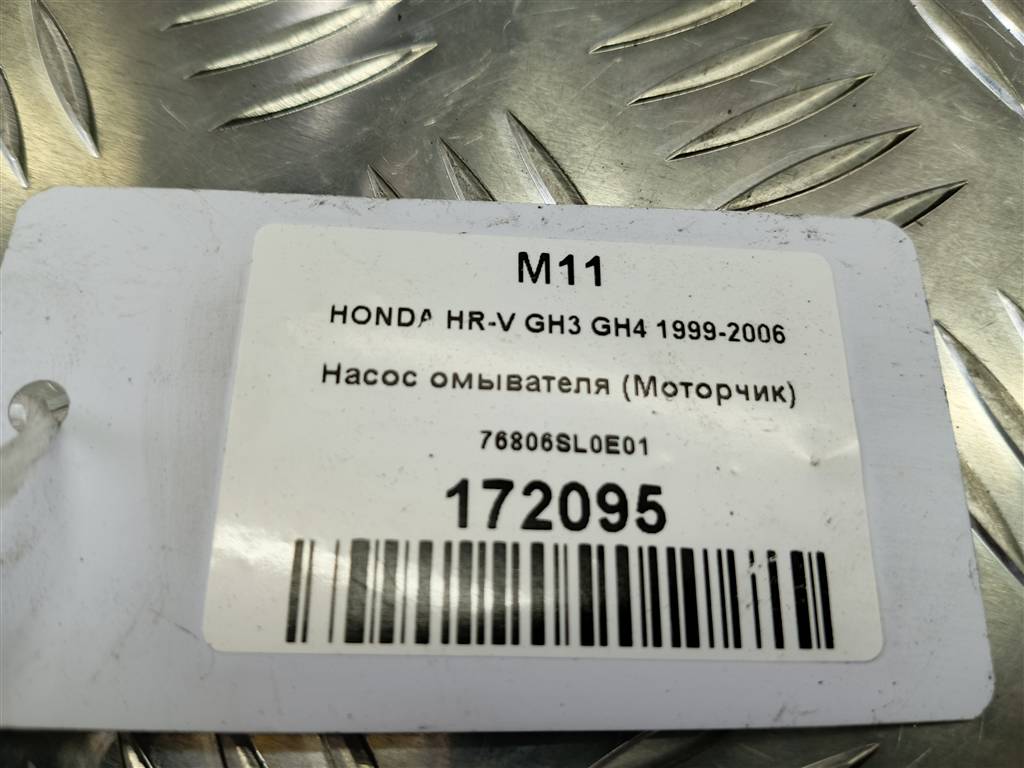 M11
HONDA HR-V GH3 GH4 1999-2006
Насос омывателя (Моторчик)
76806SL0E01
172095